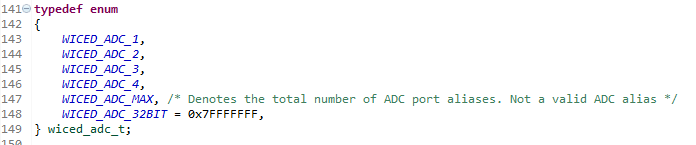 141 typedef enum
142 {
143     WICED_ADC_1,
144     WICED_ADC_2,
145     WICED_ADC_3,
146     WICED_ADC_4,
147     WICED_ADC_MAX, /* Denotes the total number of ADC port aliases. Not a valid ADC alias */
148     WICED_ADC_32BIT = 0x7FFFFFFF,
149 } wiced_adc_t;
150